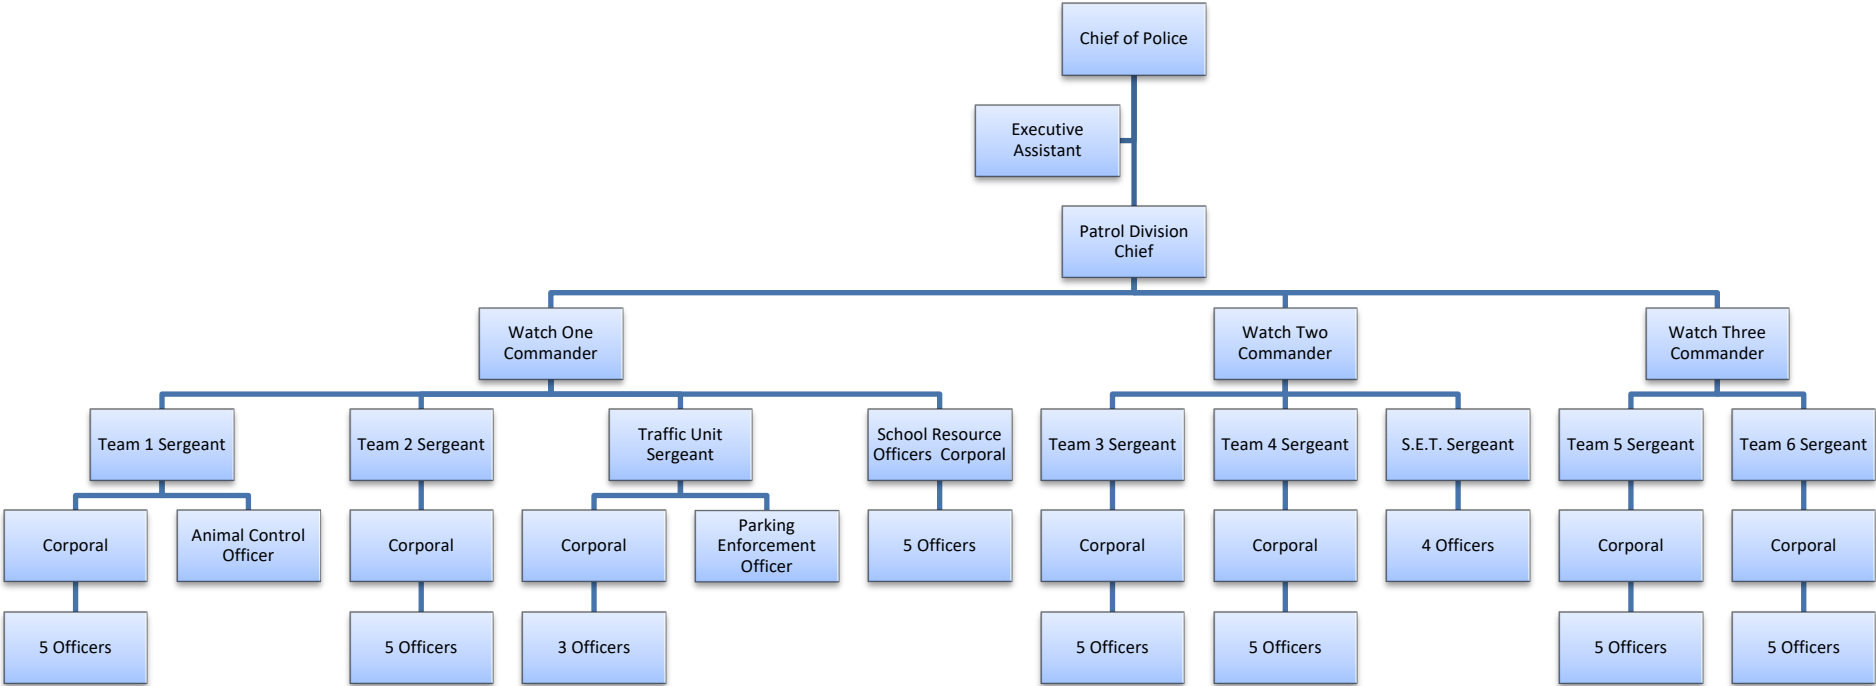 Chief of Police
Executive
Assistant
Patrol Division
Chief
Watch One
Commander
Watch Two
Commander
Watch Three
Commander
Team 1 Sergeant
Team 2 Sergeant
Traffic Unit
Sergeant
School Resource
Officers  Corporal
Team 3 Sergeant
Team 4 Sergeant
S.E.T. Sergeant
Team 5 Sergeant
Team 6 Sergeant
Corporal
Animal Control
Officer
Corporal
Corporal
Parking
Enforcement
Officer
5 Officers
Corporal
Corporal
4 Officers
Corporal
Corporal
5 Officers
5 Officers
3 Officers
5 Officers
5 Officers
5 Officers
5 Officers